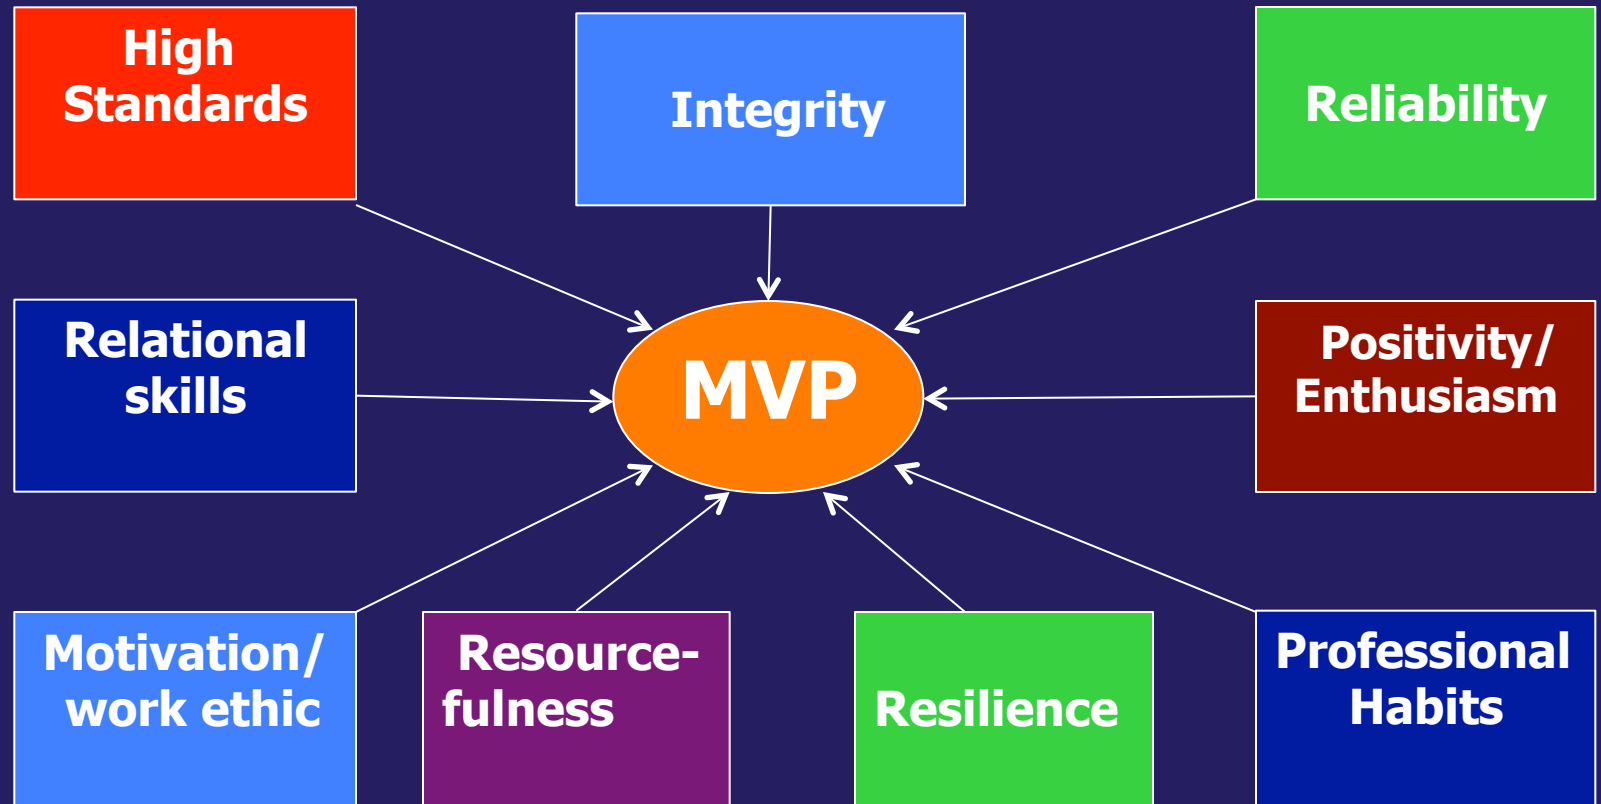 High
Standards
Integrity
Reliability
Relational
skills
MVP
Positivity/
Enthusiasm
Motivation/
work ethic
Resource-
fulness
Resilience
Professional
Habits